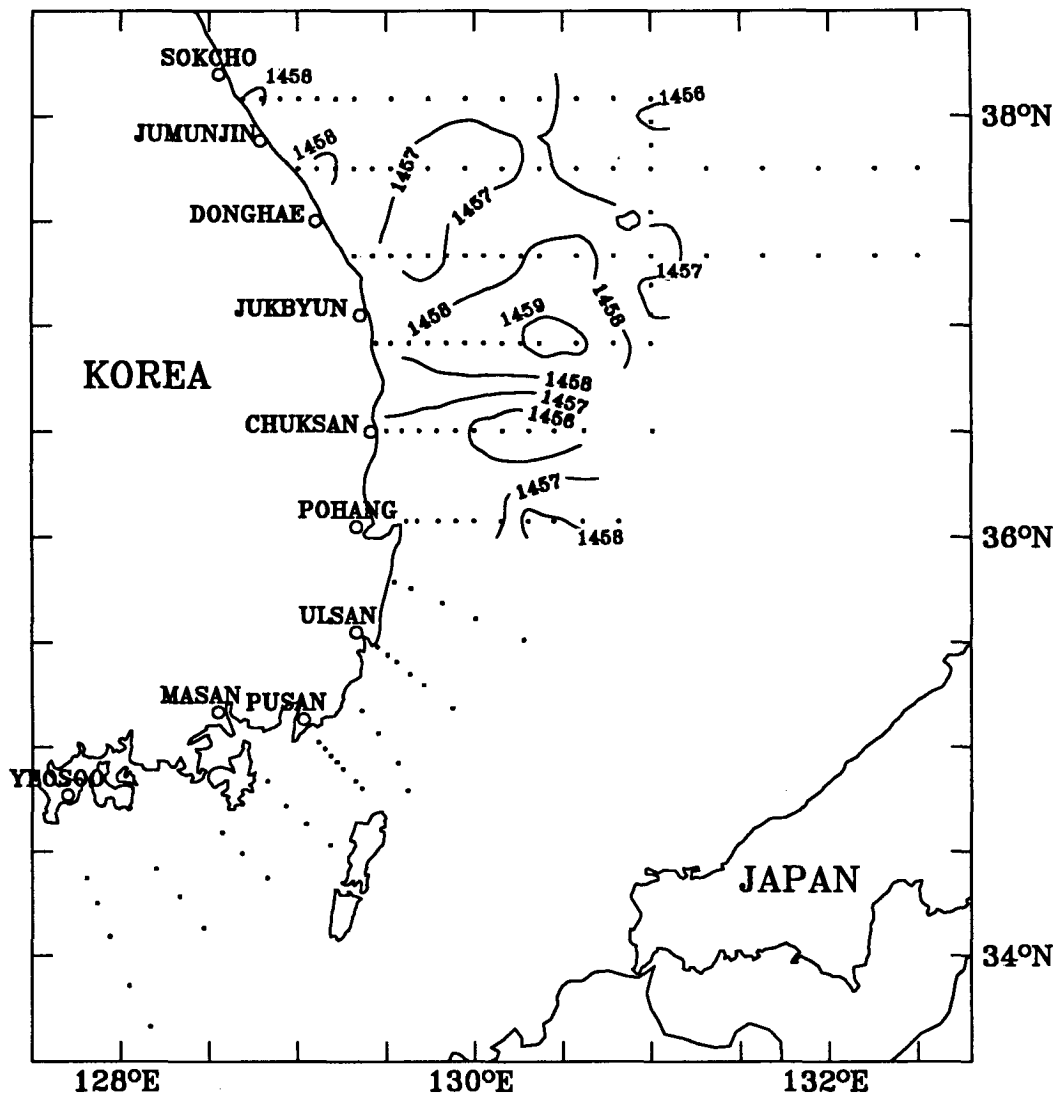 SOKCHO
1458
1456
38°N
JUMUNJIN
1458
1457
1457
DONGHAE
1457
JUKBYUN
1458
1459
1458
KOREA
1458
1457
1456
CHUKSAN
1457
POHANG
1458
36°N
ULSAN
MASAN
PUSAN
YEOSOO
JAPAN
34°N
128°E
130°E
132°E